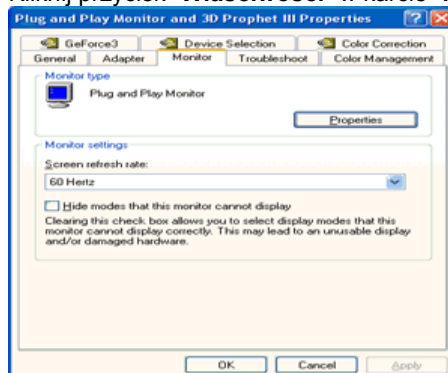 Plug and Play Monitor and 3D Prophet III Properties
GeForce3 Device Selection Color Correction
General Adapter Monitor Troubleshoot Color Management
Monitor type
Plug and Play Monitor
Properties
Monitor settings
Screen refresh rate:
60 Hertz
Hide modes that this monitor cannot display
Clearing this check box allows you to select display modes that this
monitor cannot display correctly. This may lead to an unusable display
and/or damaged hardware.
OK Cancel Apply